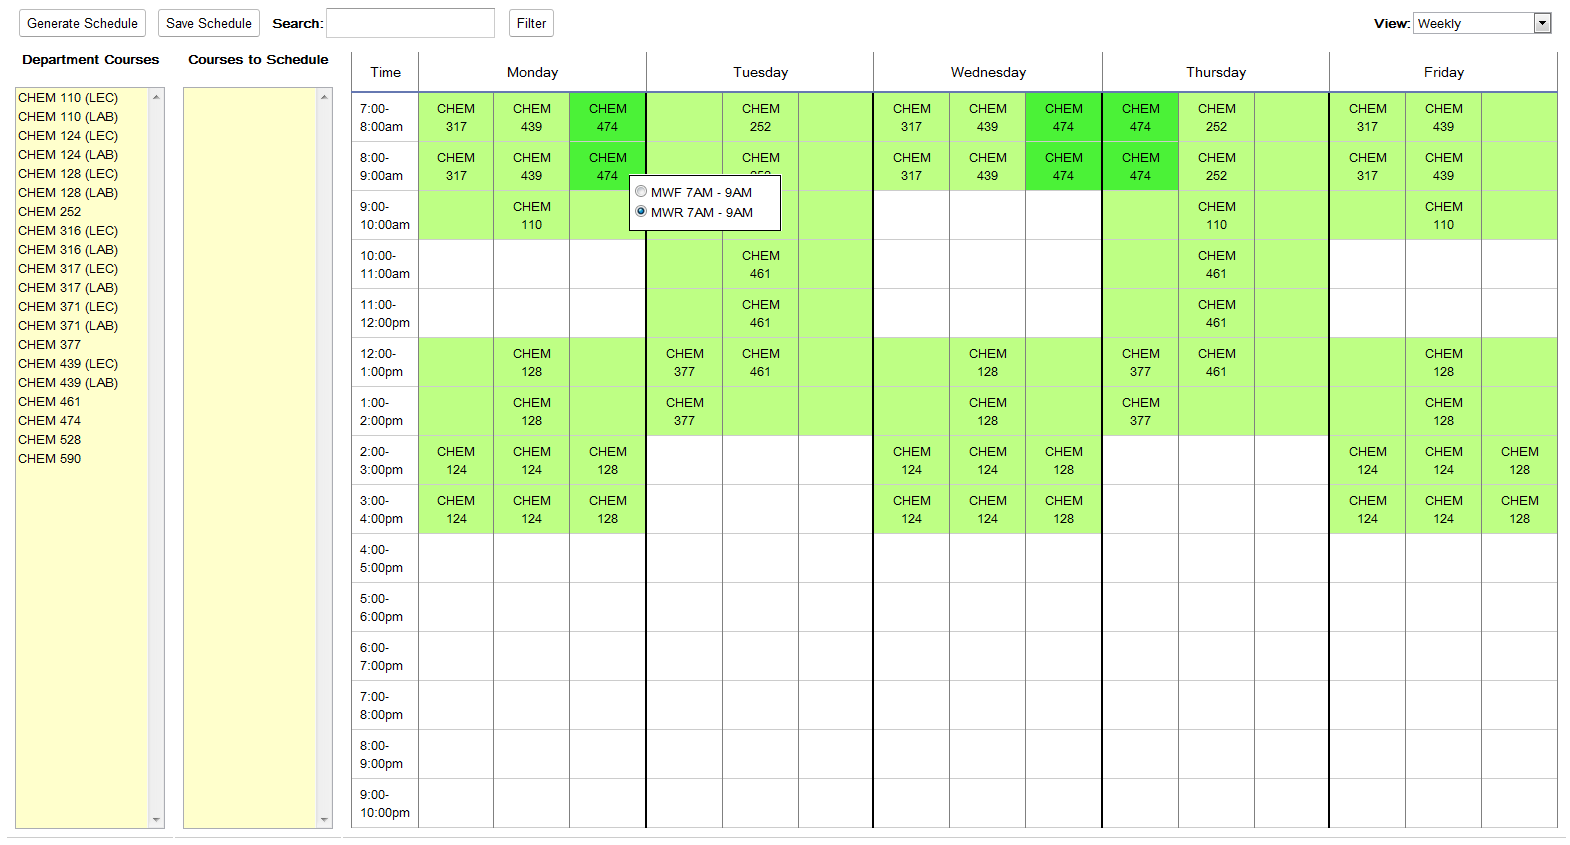 Generate Schedule Save Schedule Search: Filter View: Weekly
Department Courses
CHEM 110 (LEC)
CHEM 110 (LAB)
CHEM 124 (LEC)
CHEM 124 (LAB)
CHEM 128 (LEC)
CHEM 128 (LAB)
CHEM 252
CHEM 316 (LEC)
CHEM 316 (LAB)
CHEM 317 (LEC)
CHEM 317 (LAB)
CHEM 371 (LEC)
CHEM 371 (LAB)
CHEM 377
CHEM 439 (LEC)
CHEM 439 (LAB)
CHEM 461
CHEM 474
CHEM 528
CHEM 590
Courses to Schedule
Time Monday Tuesday Wednesday Thursday Friday
7:00- CHEM CHEM CHEM CHEM CHEM CHEM CHEM CHEM CHEM CHEM CHEM
8:00am 317 439 474 252 317 439 474 474 252 317 439
8:00- CHEM CHEM CHEM CHEM CHEM CHEM CHEM CHEM CHEM CHEM CHEM
9:00am 317 439 474 317 439 474 474 252 317 439
MWF 7AM - 9AM
MWR 7AM - 9AM
9:00- CHEM CHEM CHEM
10:00am 110 110 110
10:00- CHEM CHEM
11:00am 461 461
11:00- CHEM CHEM
12:00pm 461 461
12:00- CHEM CHEM CHEM CHEM CHEM CHEM CHEM
1:00pm 128 377 461 128 377 461 128
1:00- CHEM CHEM CHEM CHEM CHEM
2:00pm 128 377 128 377 128
2:00- CHEM CHEM CHEM CHEM CHEM CHEM CHEM CHEM CHEM
3:00pm 124 124 128 124 124 128 124 124 128
3:00- CHEM CHEM CHEM CHEM CHEM CHEM CHEM CHEM CHEM
4:00pm 124 124 128 124 124 128 124 124 128
4:00-
5:00pm
5:00-
6:00pm
6:00-
7:00pm
7:00-
8:00pm
8:00-
9:00pm
9:00-
10:00pm